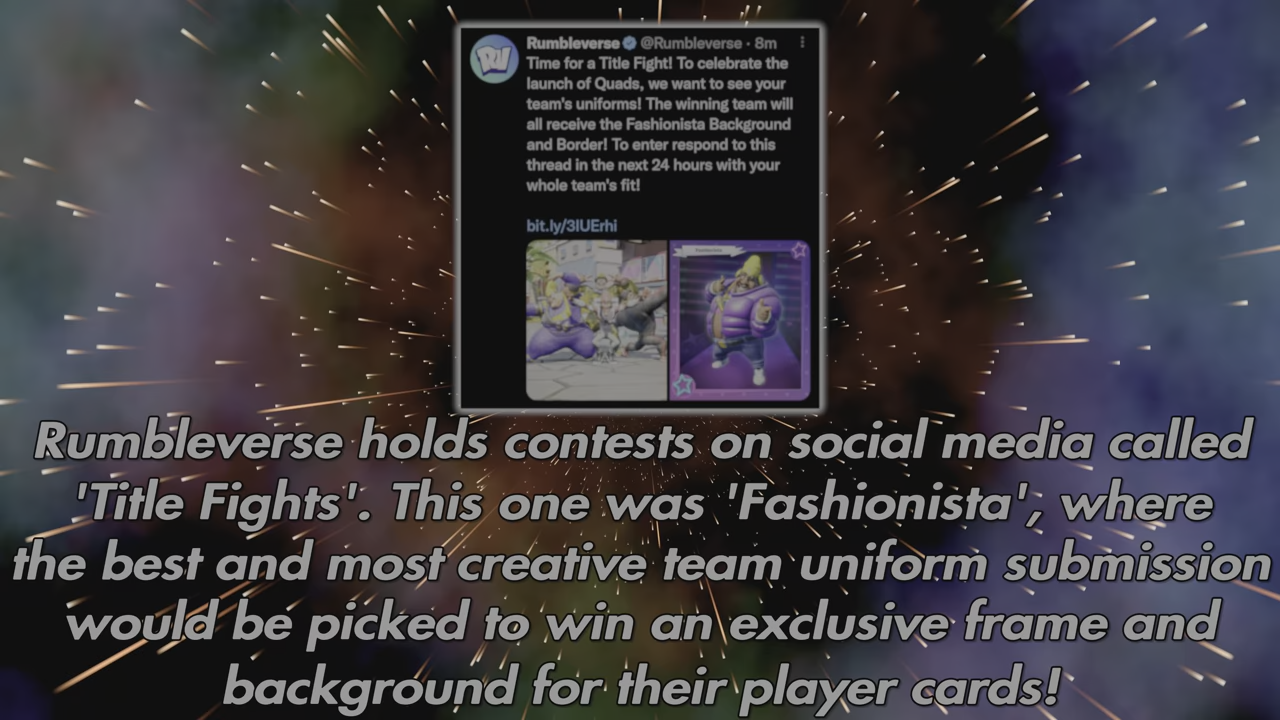 Rumbleverse @Rumbleverse · 8m
Time for a Title Fight! To celebrate the
launch of Quads, we want to see your
team's uniforms! The winning team will
all receive the Fashionista Background
and Border! To enter respond to this
thread in the next 24 hours with your
whole team's fit!
bit.ly/3IUErhi
Rumbleverse holds contests on social media called
'Title Fights'. This one was 'Fashionista', where
the best and most creative team uniform submission
would be picked to win an exclusive frame and
background for their player cards!